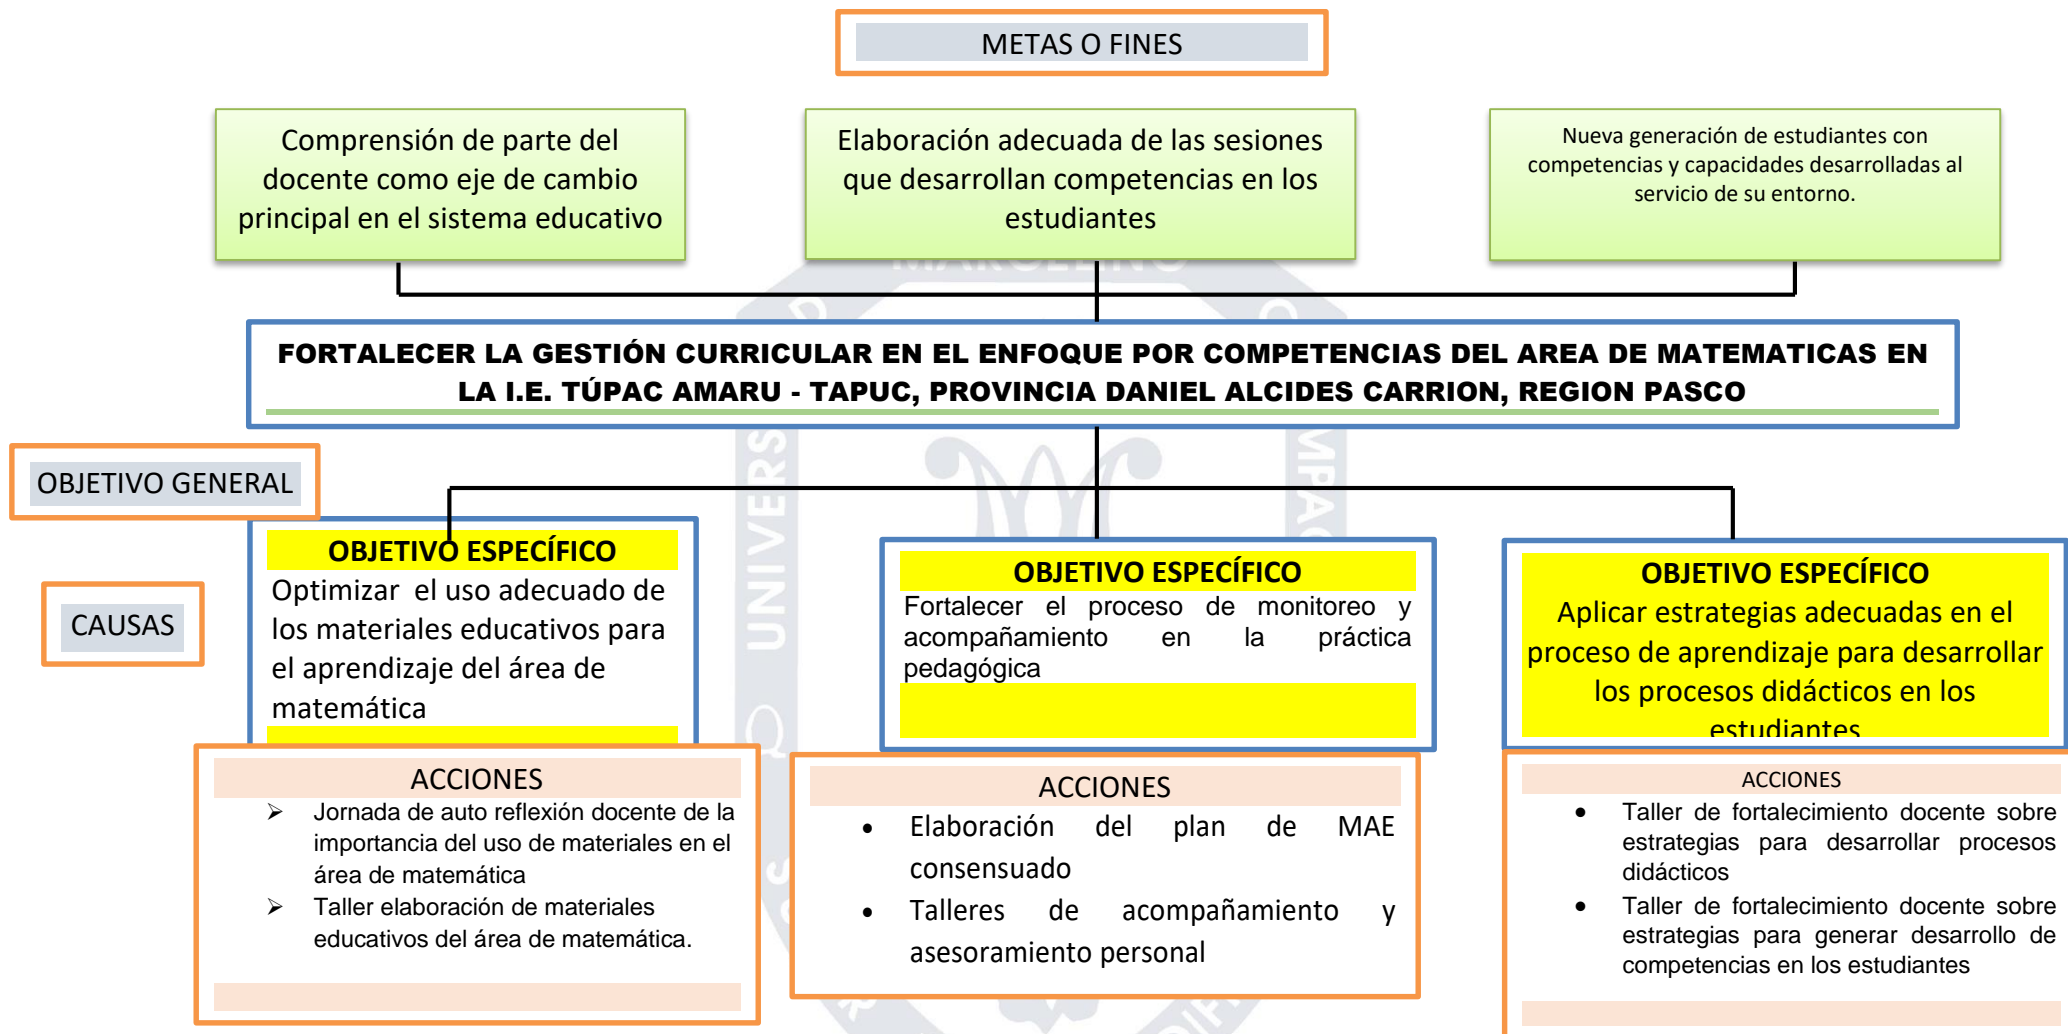 METAS O FINES
Comprensión de parte del
docente como eje de cambio
principal en el sistema educativo
Elaboración adecuada de las sesiones
que desarrollan competencias en los
estudiantes
Nueva generación de estudiantes con
competencias y capacidades desarrolladas al
servicio de su entorno.
MARCELINO
FORTALECER LA GESTIÓN CURRICULAR EN EL ENFOQUE POR COMPETENCIAS DEL AREA DE MATEMATICAS EN
LA I.E. TÚPAC AMARU - TAPUC, PROVINCIA DANIEL ALCIDES CARRION, REGION PASCO
OBJETIVO GENERAL
CAUSAS
OBJETIVO ESPECÍFICO
Optimizar  el uso adecuado de
los materiales educativos para
el aprendizaje del área de
matemática
OBJETIVO ESPECÍFICO
Fortalecer el proceso de monitoreo y
acompañamiento en la práctica
pedagógica
OBJETIVO ESPECÍFICO
Aplicar estrategias adecuadas en el
proceso de aprendizaje para desarrollar
los procesos didácticos en los
estudiantes
ACCIONES
➢ Jornada de auto reflexión docente de la
importancia del uso de materiales en el
área de matemática
➢ Taller elaboración de materiales
educativos del área de matemática.
ACCIONES
• Elaboración del plan de MAE
consensuado
• Talleres de acompañamiento y
asesoramiento personal
ACCIONES
• Taller de fortalecimiento docente sobre
estrategias para desarrollar procesos
didácticos
• Taller de fortalecimiento docente sobre
estrategias para generar desarrollo de
competencias en los estudiantes